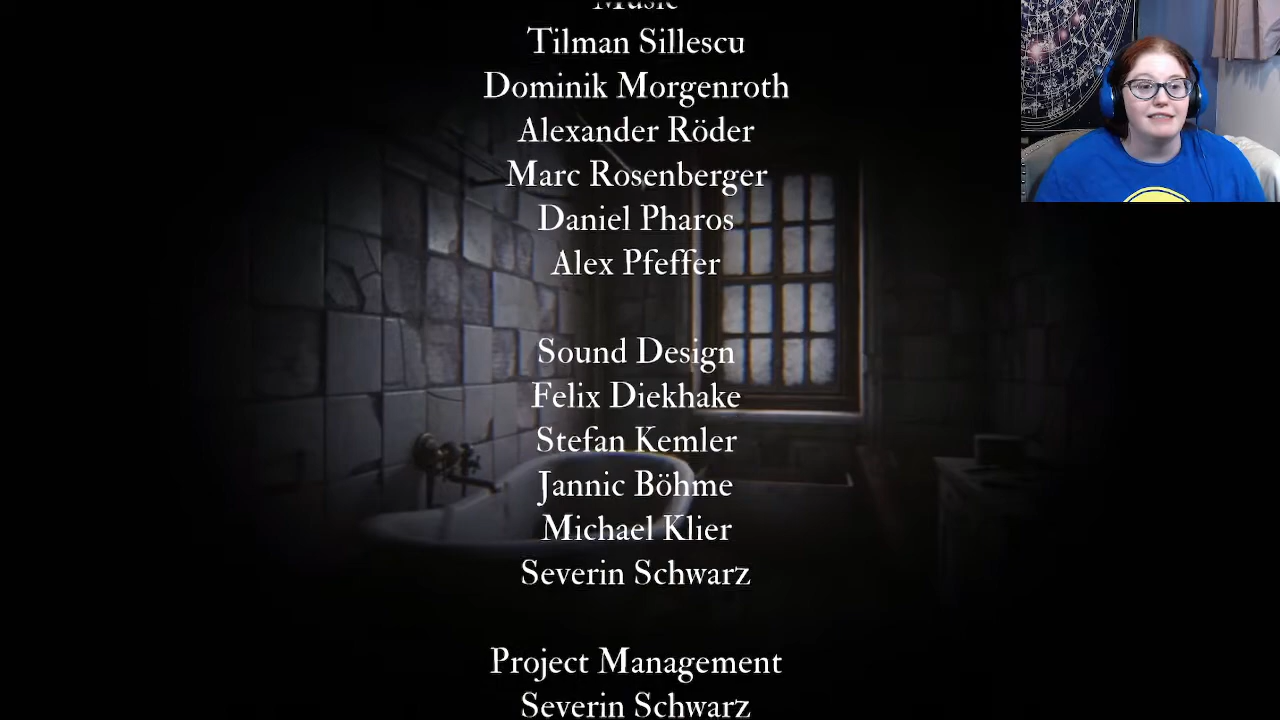 Music
Tilman Sillescu
Dominik Morgenroth
Alexander Röder
Marc Rosenberger
Daniel Pharos
Alex Pfeffer
Sound Design
Felix Diekhake
Stefan Kemler
Jannic Böhme
Michael Klier
Severin Schwarz
Project Management
Severin Schwarz